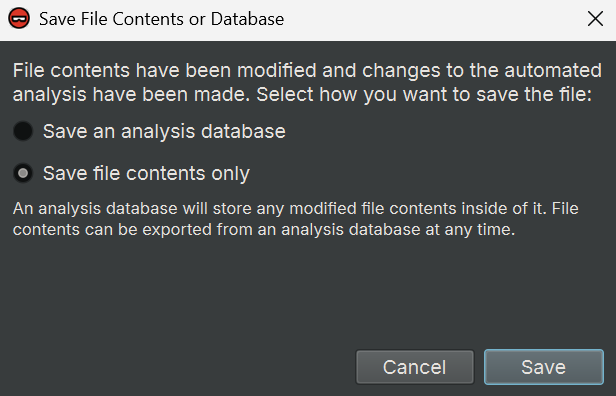 Save File Contents or Database
File contents have been modified and changes to the automated
analysis have been made. Select how you want to save the file:
Save an analysis database
Save file contents only
An analysis database will store any modified file contents inside of it. File
contents can be exported from an analysis database at any time.
Cancel
Save